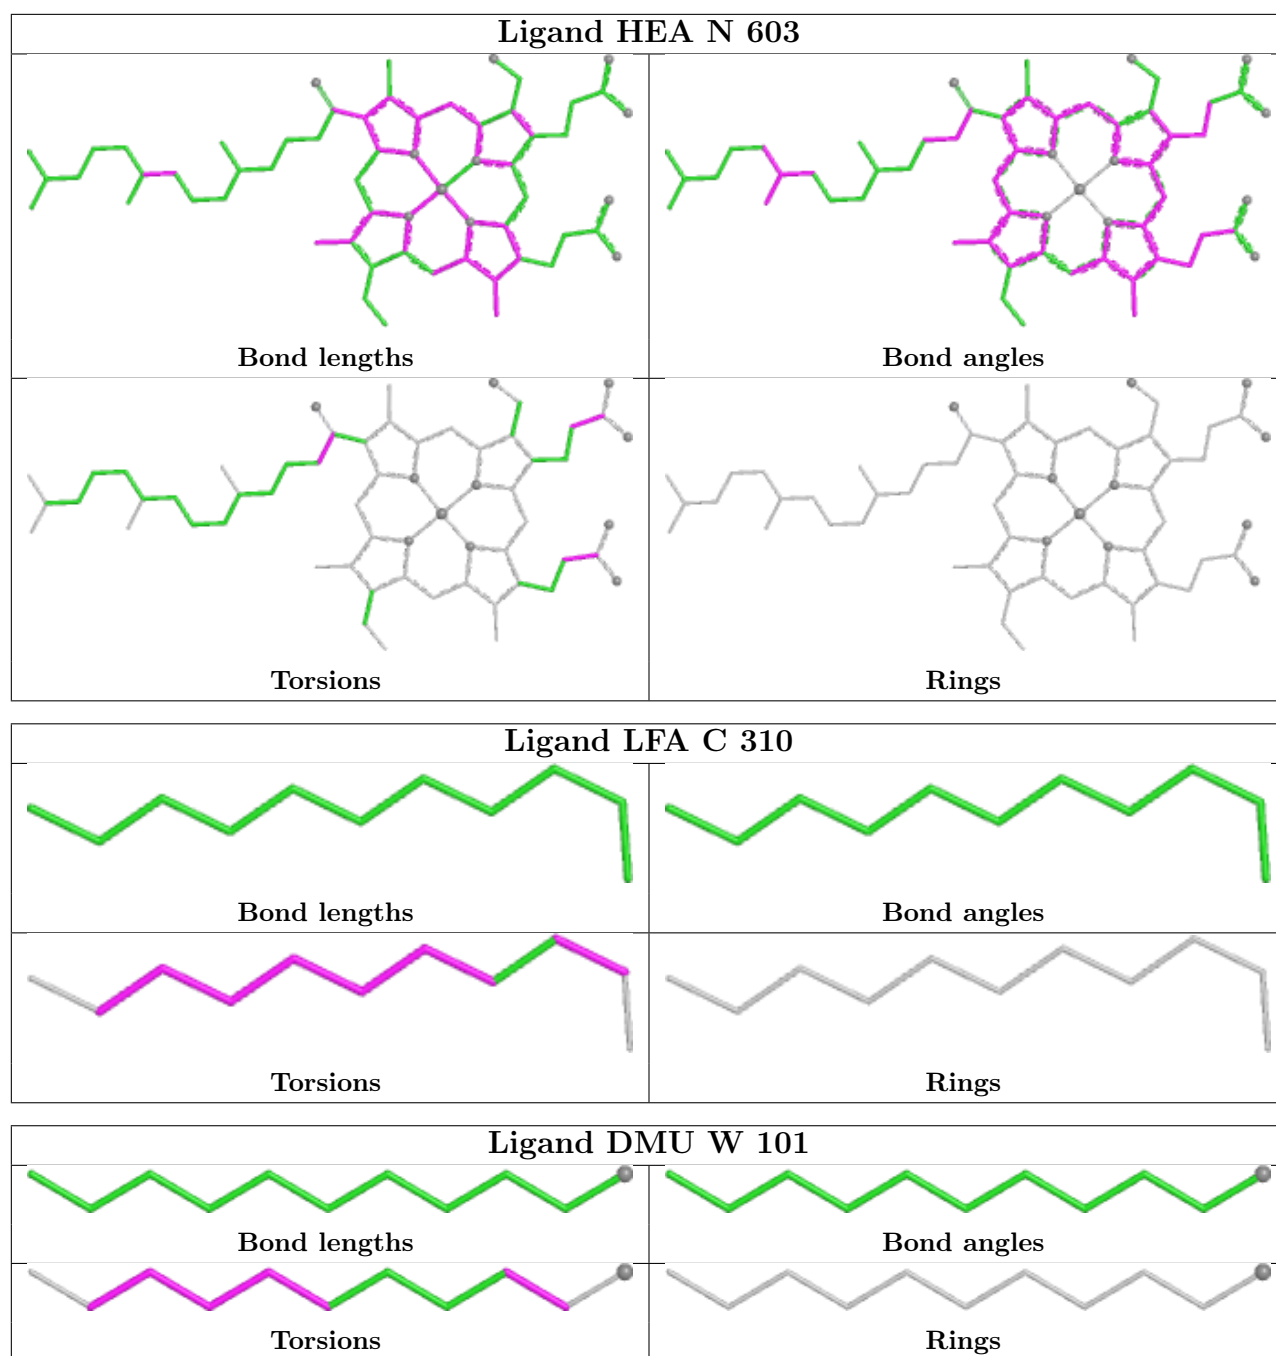 Ligand HEA N 603
Bond lengths
Bond angles
Torsions
Rings
Ligand LFA C 310
Bond lengths
Bond angles
Torsions
Rings
Ligand DMU W 101
Bond lengths
Bond angles
Torsions
Rings